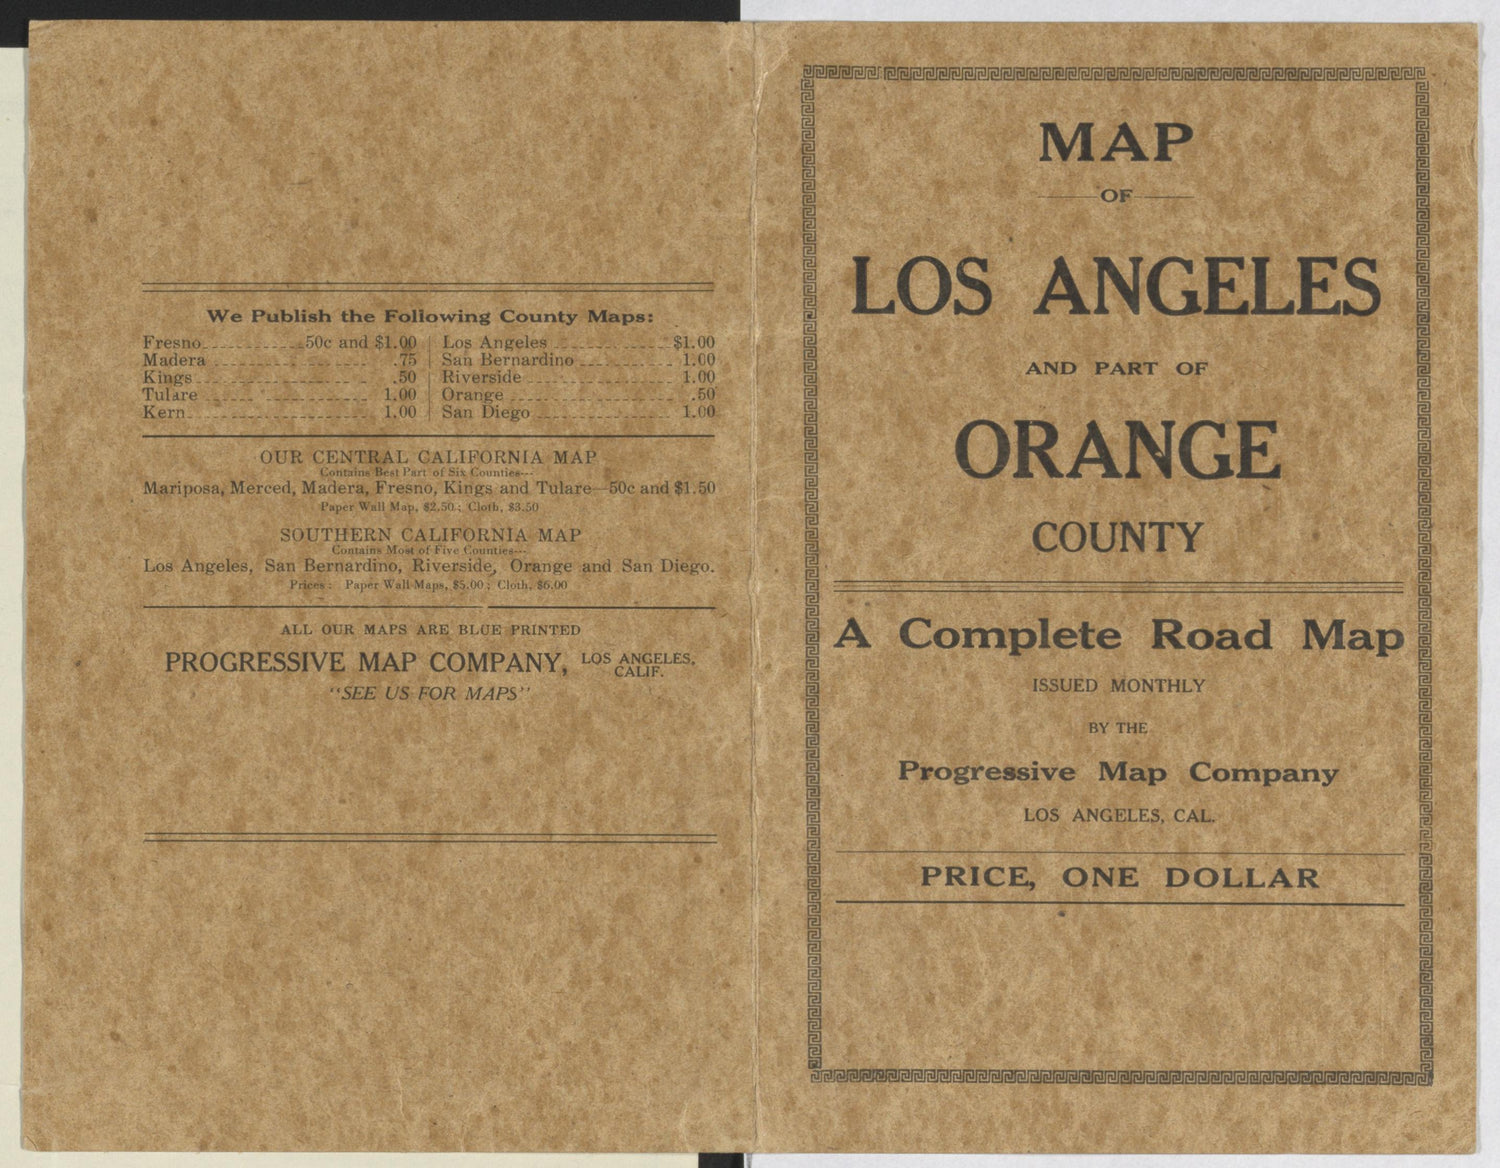 We Publish the Following County Maps:
Fresno 50c and $1.00
Madera .75
Kings .50
Tulare 1.00
Kern 1.00
Los Angeles $1.00
San Bernardino 1.00
Riverside 1.00
Orange .50
San Diego 1.00
OUR CENTRAL CALIFORNIA MAP
Contains Best Part of Six Counties---
Mariposa, Merced, Madera, Fresno, Kings and Tulare—50c and $1.50
Paper Wall Map, $2.50.; Cloth, $3.50
SOUTHERN CALIFORNIA MAP
Contains Most of Five Counties---
Los Angeles, San Bernardino, Riverside, Orange and San Diego.
Prices: Paper Wall Maps, $5.00; Cloth, $6.00
ALL OUR MAPS ARE BLUE PRINTED
PROGRESSIVE MAP COMPANY, LOS ANGELES, CALIF.
"SEE US FOR MAPS"
MAP
OF
LOS ANGELES
AND PART OF
ORANGE
COUNTY
A Complete Road Map
ISSUED MONTHLY
BY THE
Progressive Map Company
LOS ANGELES, CAL.
PRICE, ONE DOLLAR